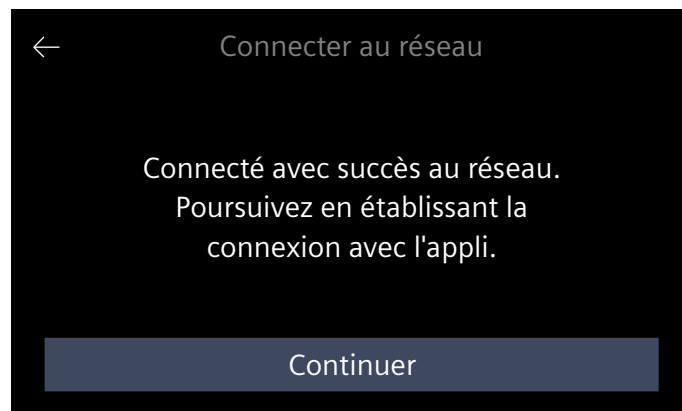 Connecter au réseau
Connecté avec succès au réseau.
Poursuivez en établissant la
connexion avec l'appli.
Continuer